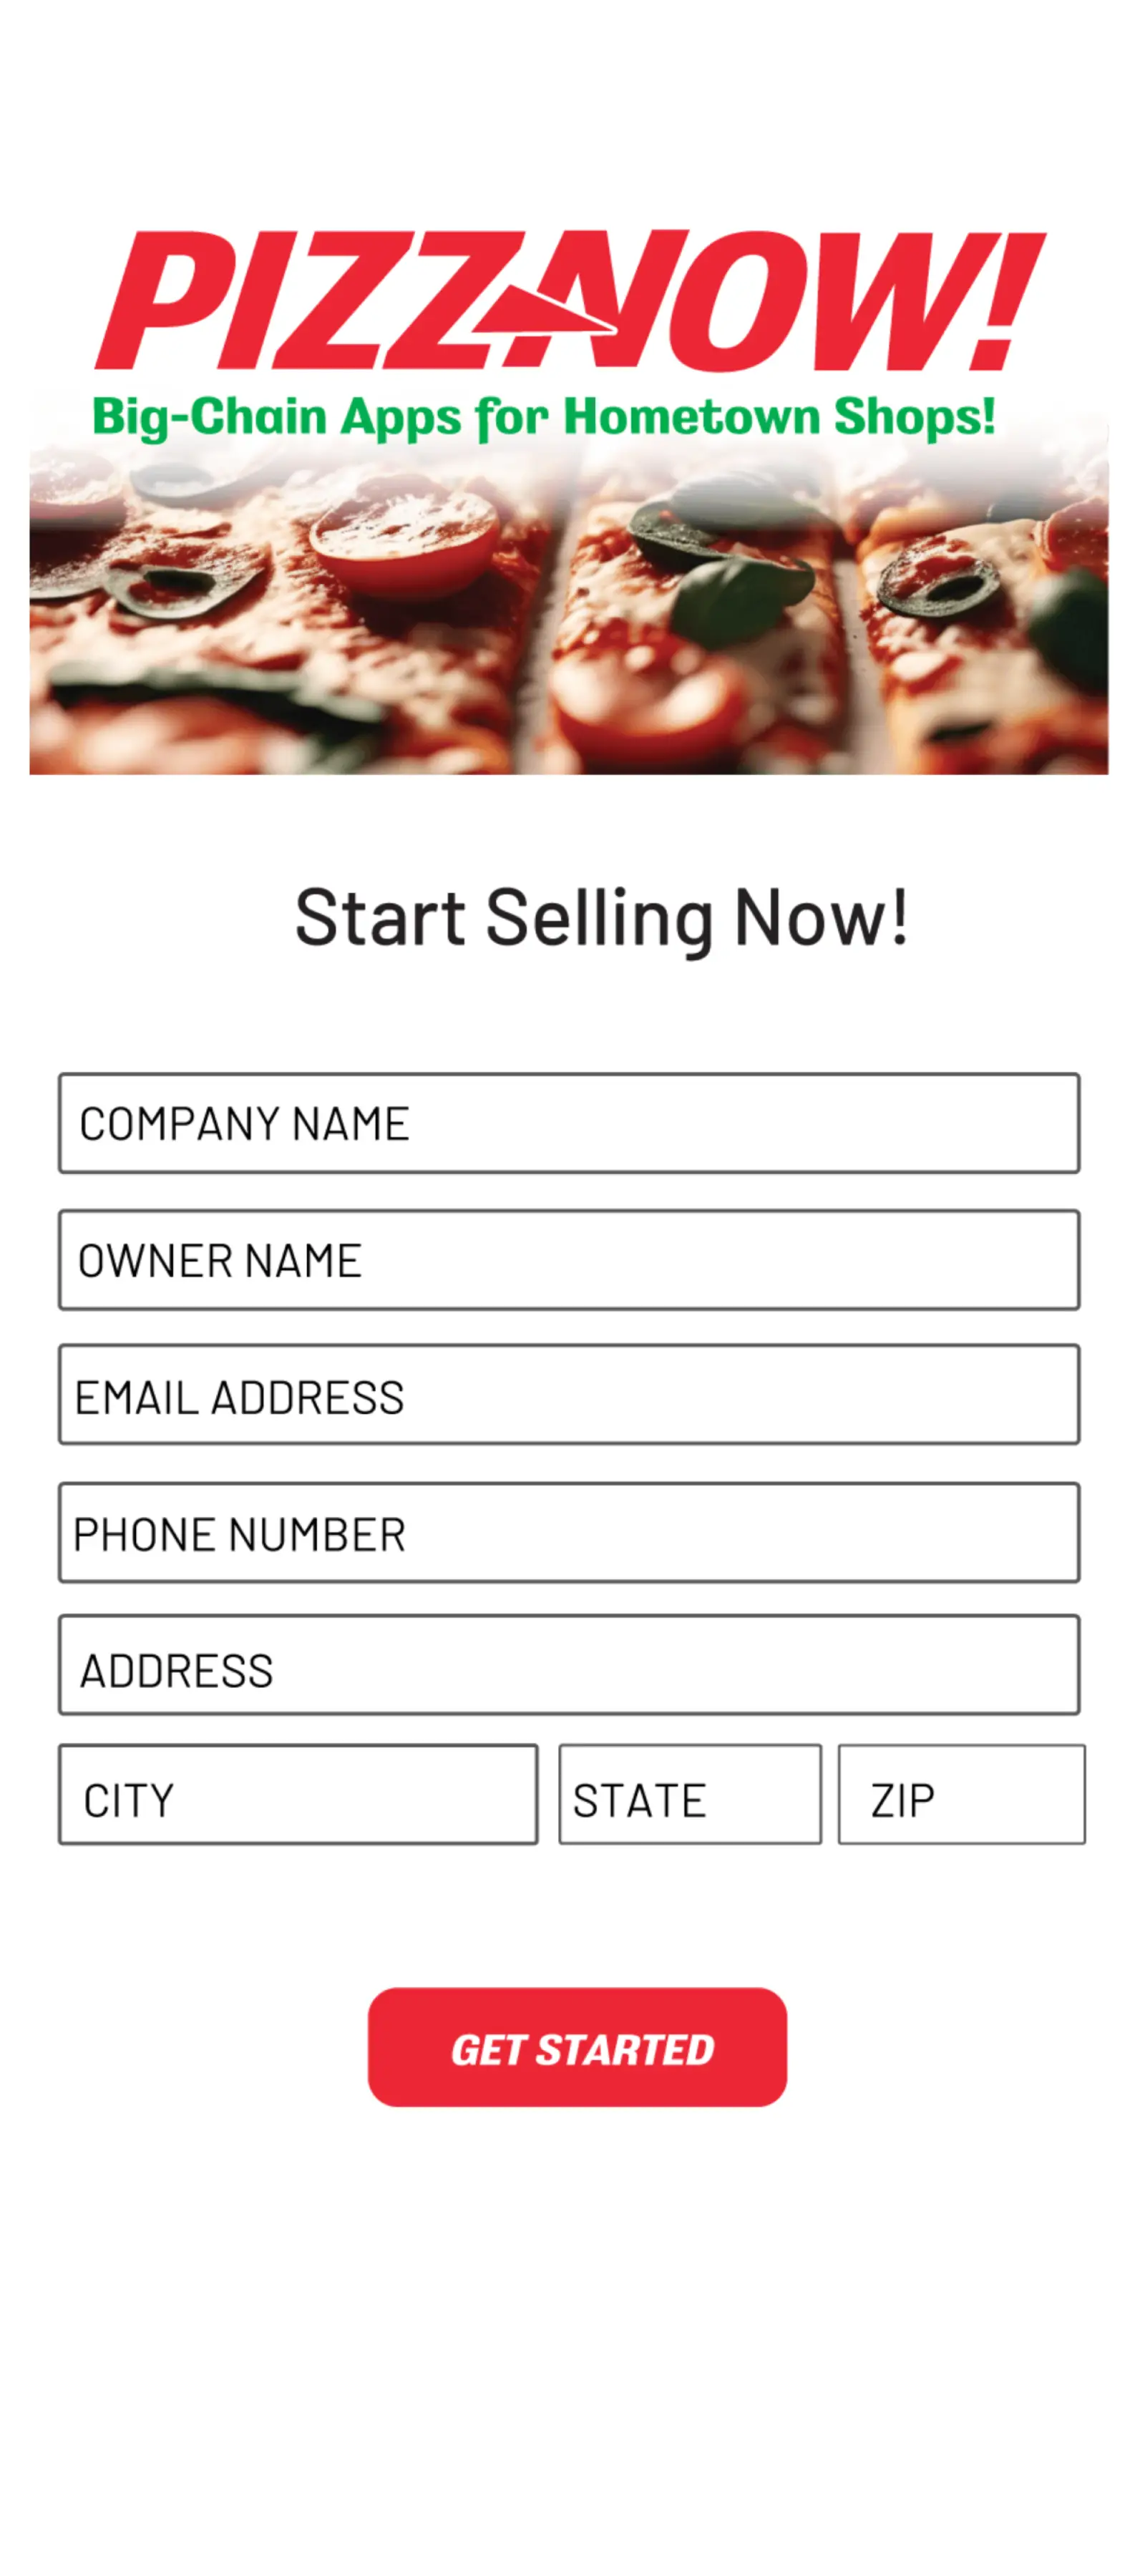 PIZZANOW!
Big-Chain Apps for Hometown Shops!
Start Selling Now!
COMPANY NAME
OWNER NAME
EMAIL ADDRESS
PHONE NUMBER
ADDRESS
CITY STATE ZIP
GET STARTED